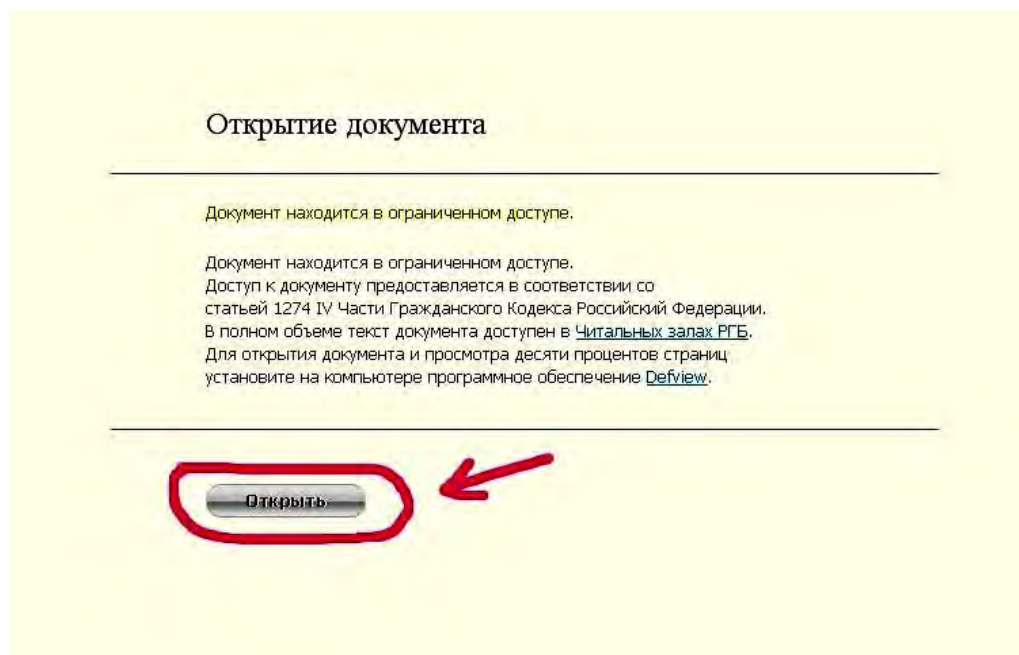 Открытие документа
Документ находится в ограниченном доступе.
Документ находится в ограниченном доступе.
Доступ к документу предоставляется в соответствии со
статьей 1274 IV Части Гражданского Кодекса Российский Федерации.
В полном объеме текст документа доступен в Читальных залах РГБ.
Для открытия документа и просмотра десяти процентов страниц
установите на компьютере программное обеспечение Defview.
Открыть